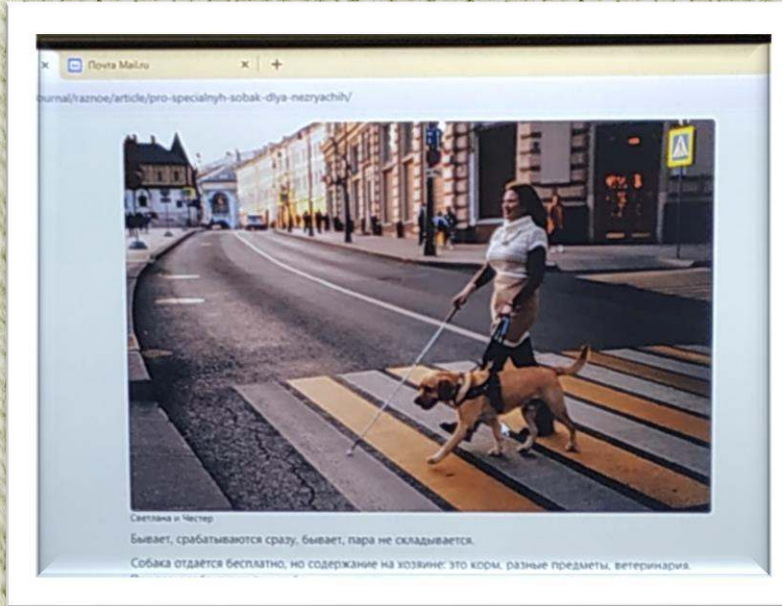 Почта Mail.ru
ournal/raznoe/article/pro-specialnyh-sobak-dlya-nezryachih/
Светлана и Честер
Бывает, срабатываются сразу, бывает, пара не складывается.
Собака отдаётся бесплатно, но содержание на хозяине: это корм, разные предметы, ветеринария.